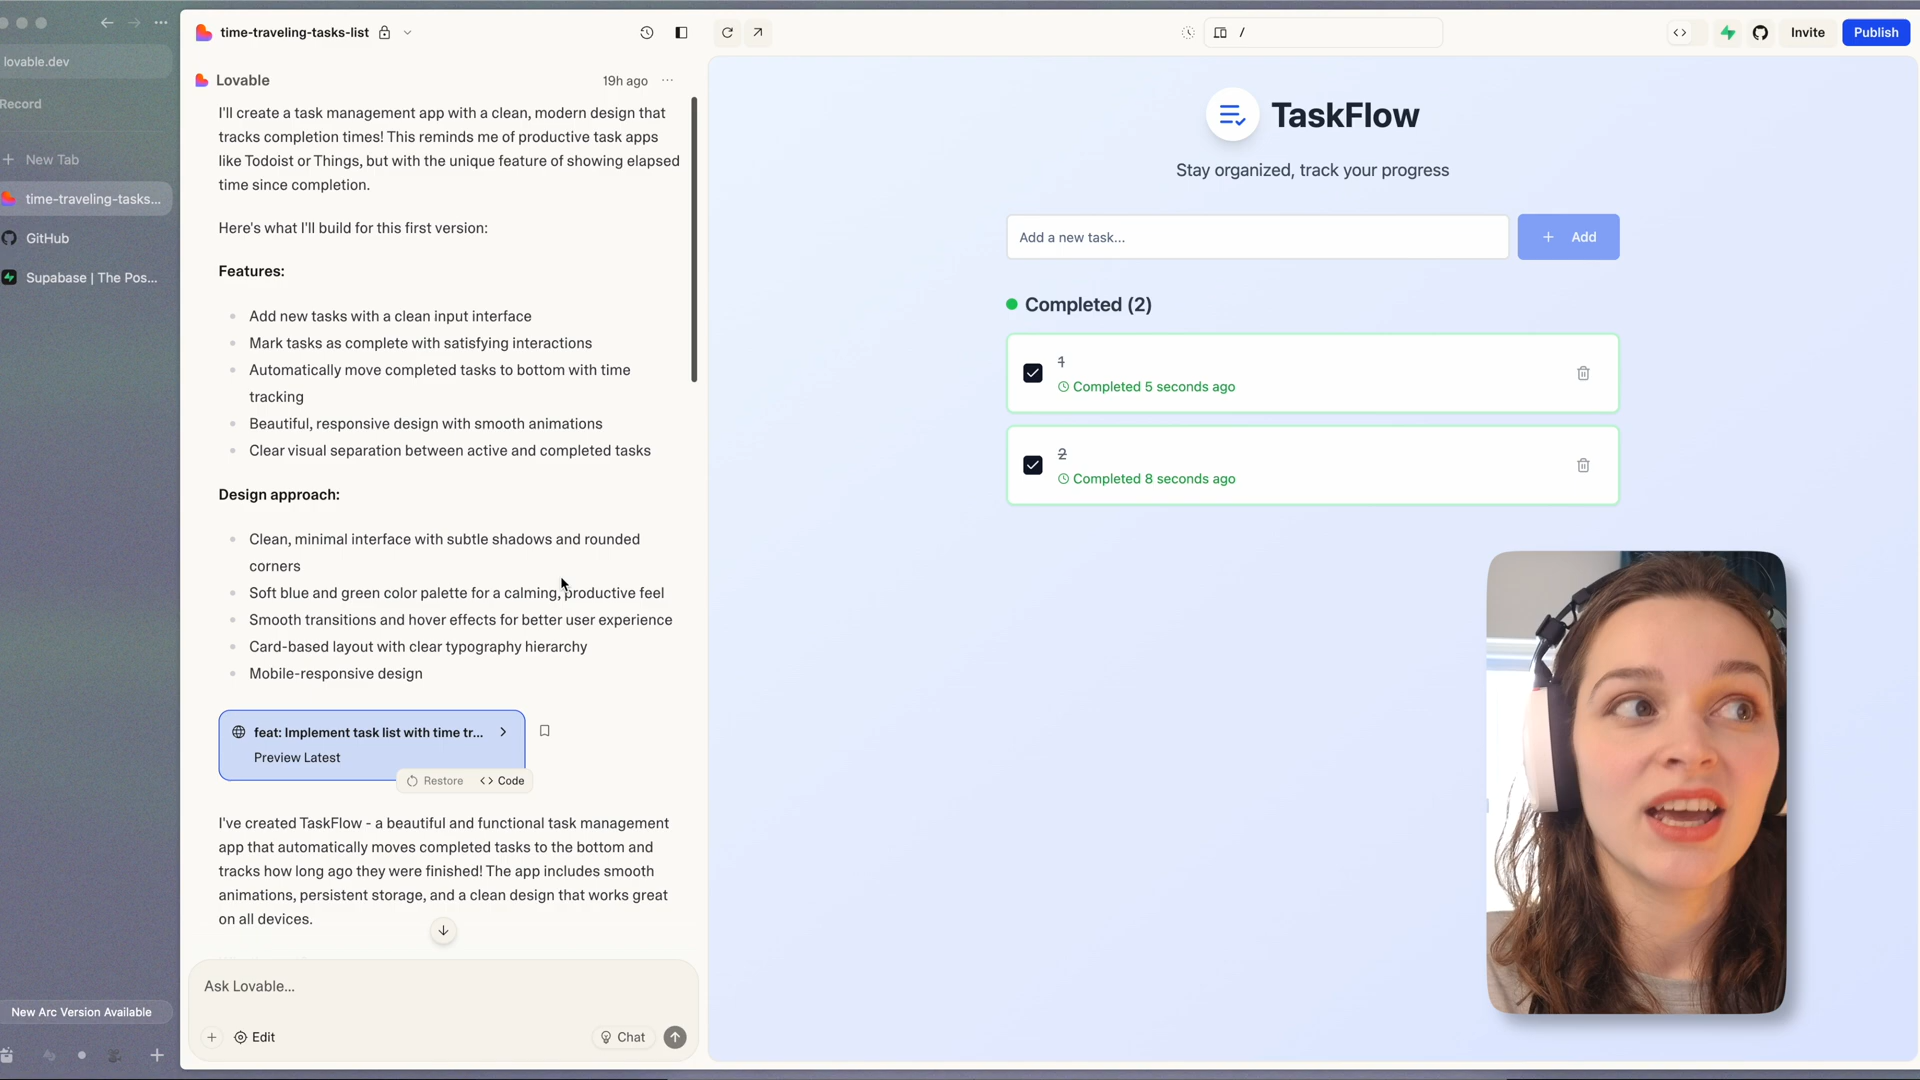 lovable.dev
Record
New Tab
time-traveling-tasks...
GitHub
Supabase | The Pos...
New Arc Version Available
time-traveling-tasks-list
Lovable
19h ago
I'll create a task management app with a clean, modern design that
tracks completion times! This reminds me of productive task apps
like Todoist or Things, but with the unique feature of showing elapsed
time since completion.
Here's what I'll build for this first version:
Features:
Add new tasks with a clean input interface
Mark tasks as complete with satisfying interactions
Automatically move completed tasks to bottom with time
tracking
Beautiful, responsive design with smooth animations
Clear visual separation between active and completed tasks
Design approach:
Clean, minimal interface with subtle shadows and rounded
corners
Soft blue and green color palette for a calming, productive feel
Smooth transitions and hover effects for better user experience
Card-based layout with clear typography hierarchy
Mobile-responsive design
feat: Implement task list with time tr...
Preview Latest
Restore
Code
I've created TaskFlow - a beautiful and functional task management
app that automatically moves completed tasks to the bottom and
tracks how long ago they were finished! The app includes smooth
animations, persistent storage, and a clean design that works great
on all devices.
Ask Lovable...
Edit
Chat
/
Invite
Publish
TaskFlow
Stay organized, track your progress
Add a new task...
+ Add
Completed (2)
1
Completed 5 seconds ago
2
Completed 8 seconds ago